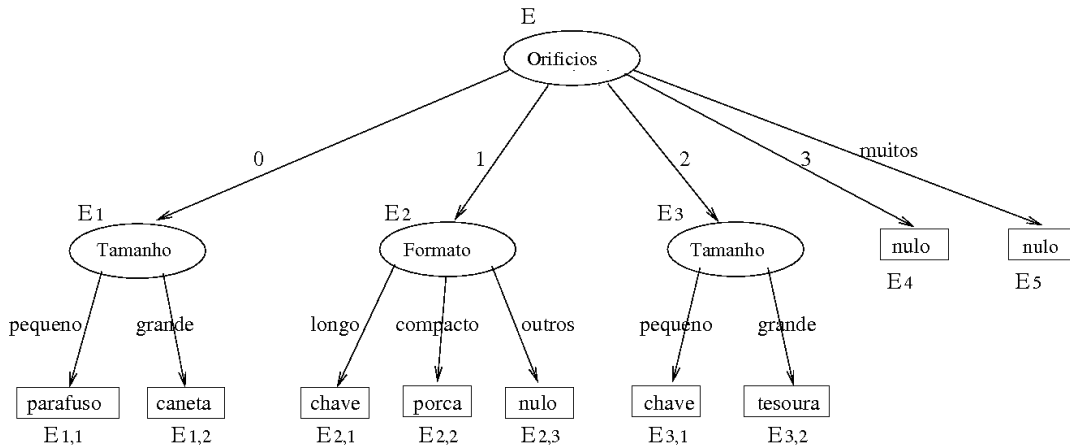 E
Orificios
0 1 2 3 muitos
E1 E2 E3
Tamanho Formato Tamanho nulo nulo
E4 E5
pequeno grande longo compacto outros pequeno grande
parafuso caneta chave porca nulo chave tesoura
E1,1 E1,2 E2,1 E2,2 E2,3 E3,1 E3,2